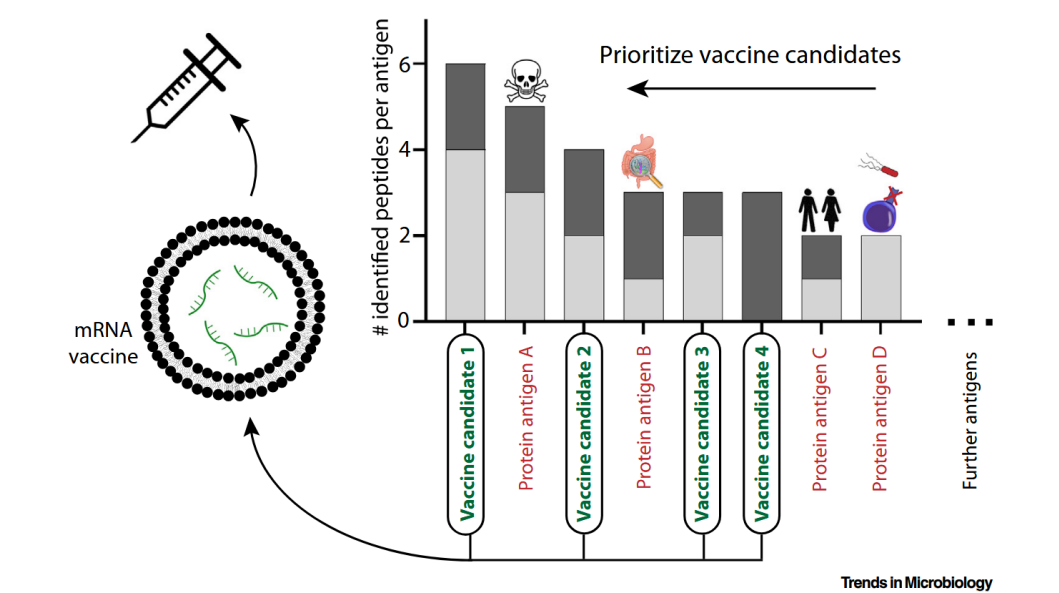 # identified peptides per antigen
6
4
2
0
Prioritize vaccine candidates
mRNA
vaccine
Vaccine candidate 1
Protein antigen A
Vaccine candidate 2
Protein antigen B
Vaccine candidate 3
Vaccine candidate 4
Protein antigen C
Protein antigen D
Further antigens
Trends in Microbiology